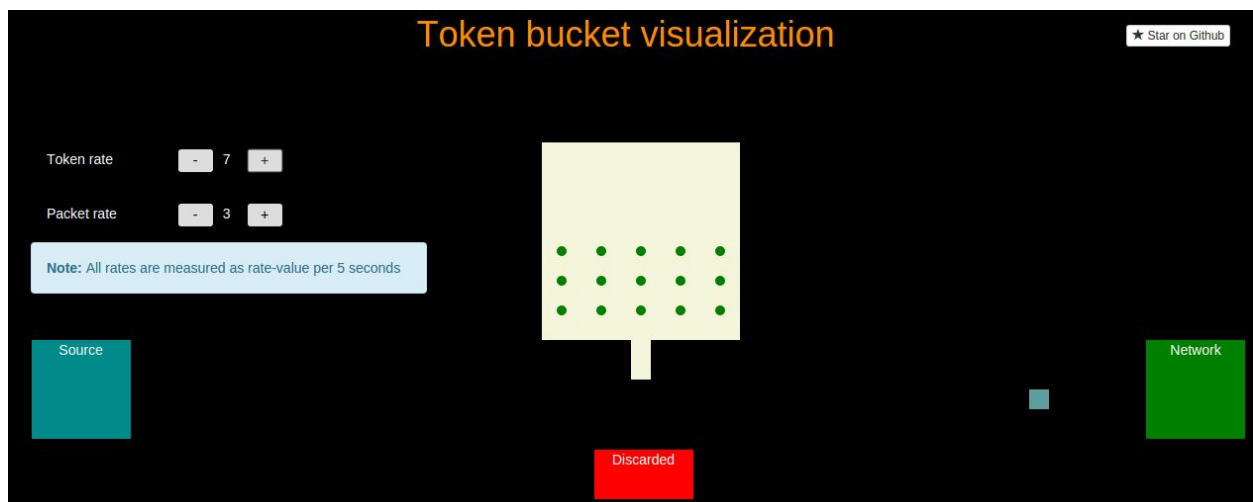 Token bucket visualization
★ Star on Github
Token rate - 7 +
Packet rate - 3 +
Note: All rates are measured as rate-value per 5 seconds
Source
Network
Discarded